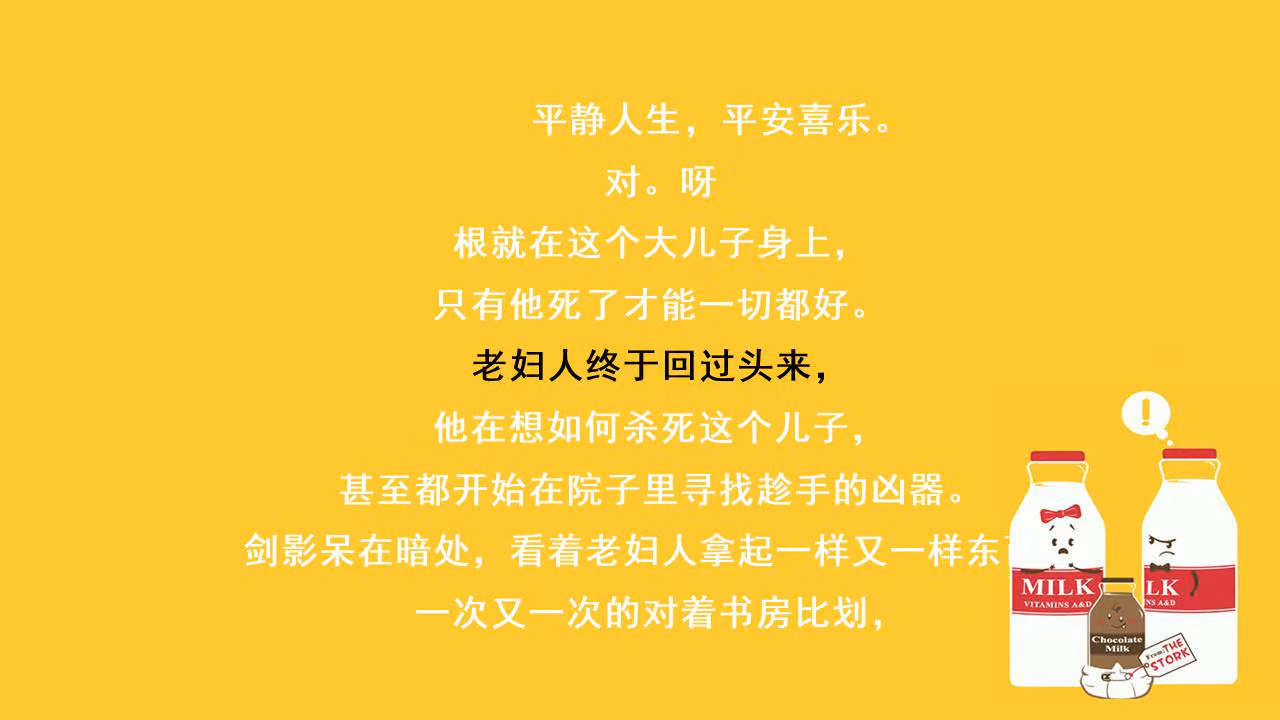 平静人生，平安喜乐。
对。呀
根就在这个大儿子身上，
只有他死了才能一切都好。
老妇人终于回过头来，
他在想如何杀死这个儿子，
甚至都开始在院子里寻找趁手的凶器。
剑影呆在暗处，看着老妇人拿起一样又一样东
一次又一次的对着书房比划，
!
MILK
VITAMINS A&D
LK
NS A&D
Chocolate
Milk
From: THE
STORK